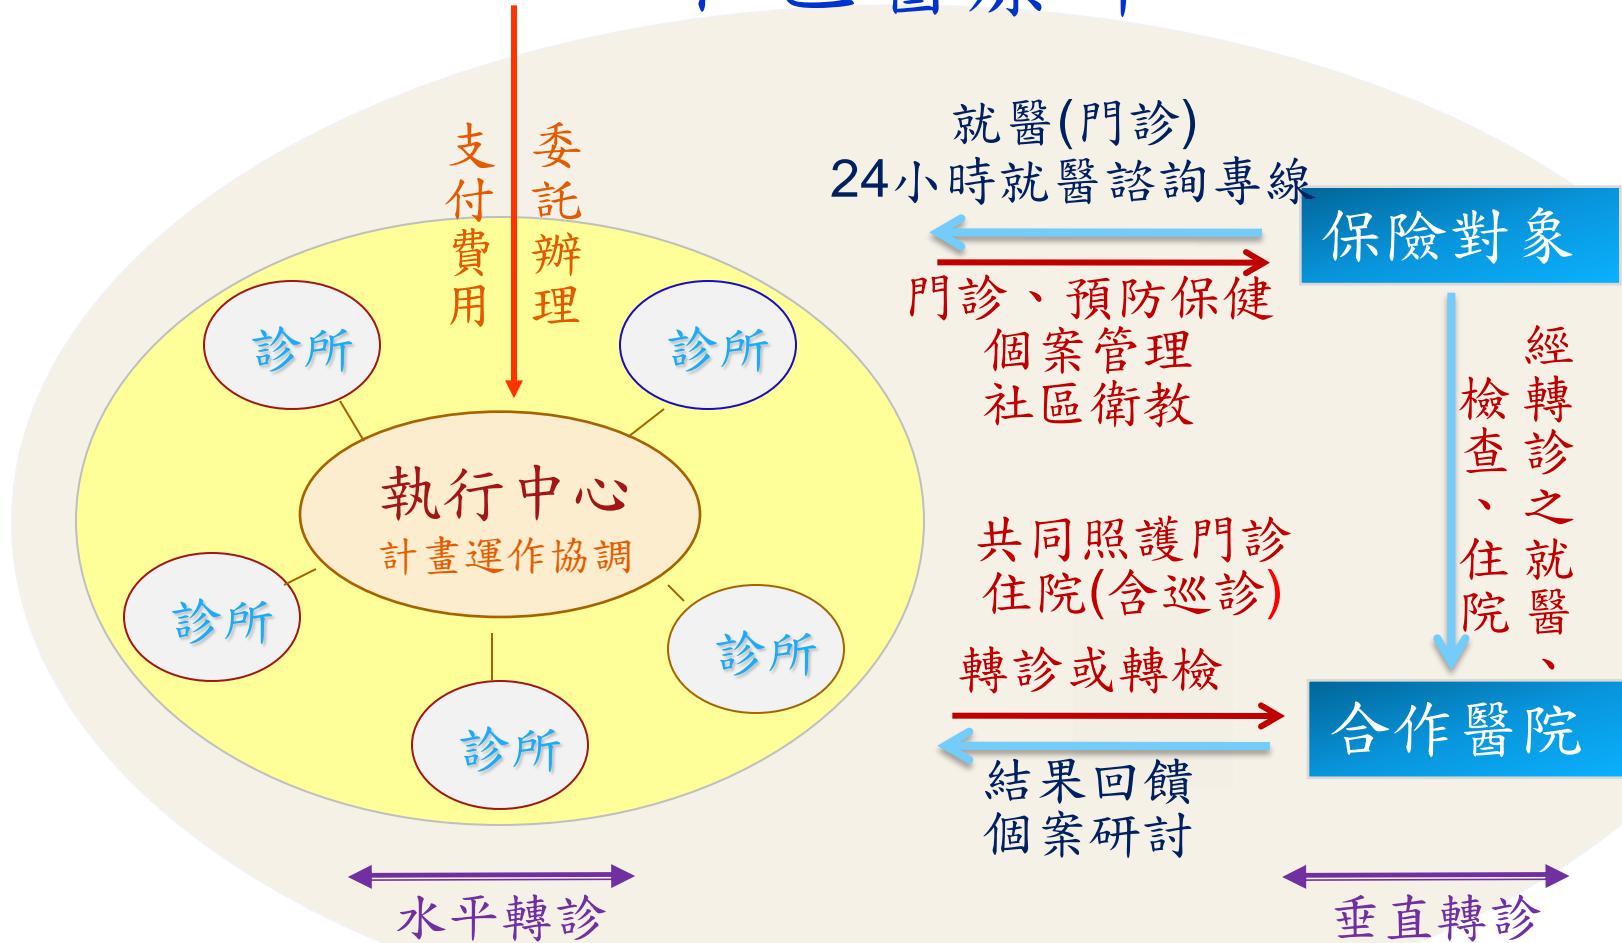 支付費用
委託辦理
就醫(門診)
24小時就醫諮詢專線
保險對象
門診、預防保健
個案管理
社區衛教
經轉診之就醫、
檢查、住院
診所
診所
執行中心
計畫運作協調
診所
診所
診所
共同照護門診
住院(含巡診)
轉診或轉檢
合作醫院
結果回饋
個案研討
水平轉診
垂直轉診